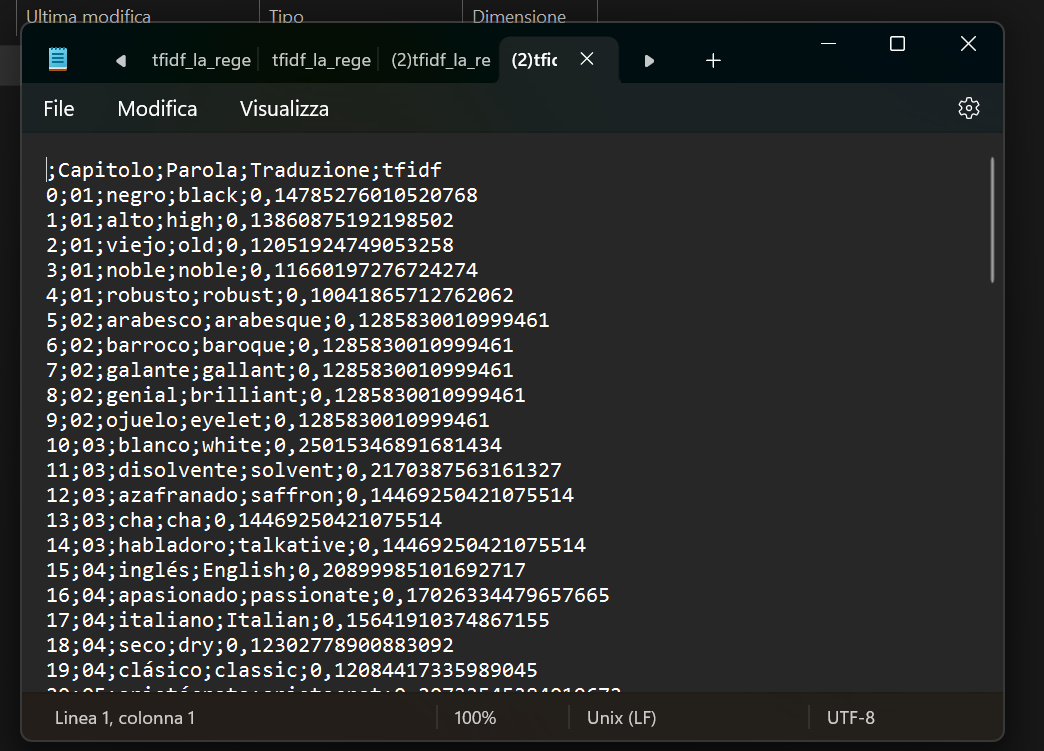 Ultima modifica Tipo Dimensione
tfidf_la_rege tfidf_la_rege (2)tfidf_la_re (2)tfic
File Modifica Visualizza
;Capitolo;Parola;Traduzione;tfidf
0;01;negro;black;0,14785276010520768
1;01;alto;high;0,13860875192198502
2;01;viejo;old;0,12051924749053258
3;01;noble;noble;0,11660197276724274
4;01;robusto;robust;0,10041865712762062
5;02;arabesco;arabesque;0,1285830010999461
6;02;barroco;baroque;0,1285830010999461
7;02;galante;gallant;0,1285830010999461
8;02;genial;brilliant;0,1285830010999461
9;02;ojuelo;eyelet;0,1285830010999461
10;03;blanco;white;0,25015346891681434
11;03;disolvente;solvent;0,2170387563161327
12;03;azafranado;saffron;0,14469250421075514
13;03;cha;cha;0,14469250421075514
14;03;habladoro;talkative;0,14469250421075514
15;04;inglés;English;0,20899985101692717
16;04;apasionado;passionate;0,17026334479657665
17;04;italiano;Italian;0,15641910374867155
18;04;seco;dry;0,12302778900883092
19;04;clásico;classic;0,12084417335989045
Linea 1, colonna 1 100% Unix (LF) UTF-8